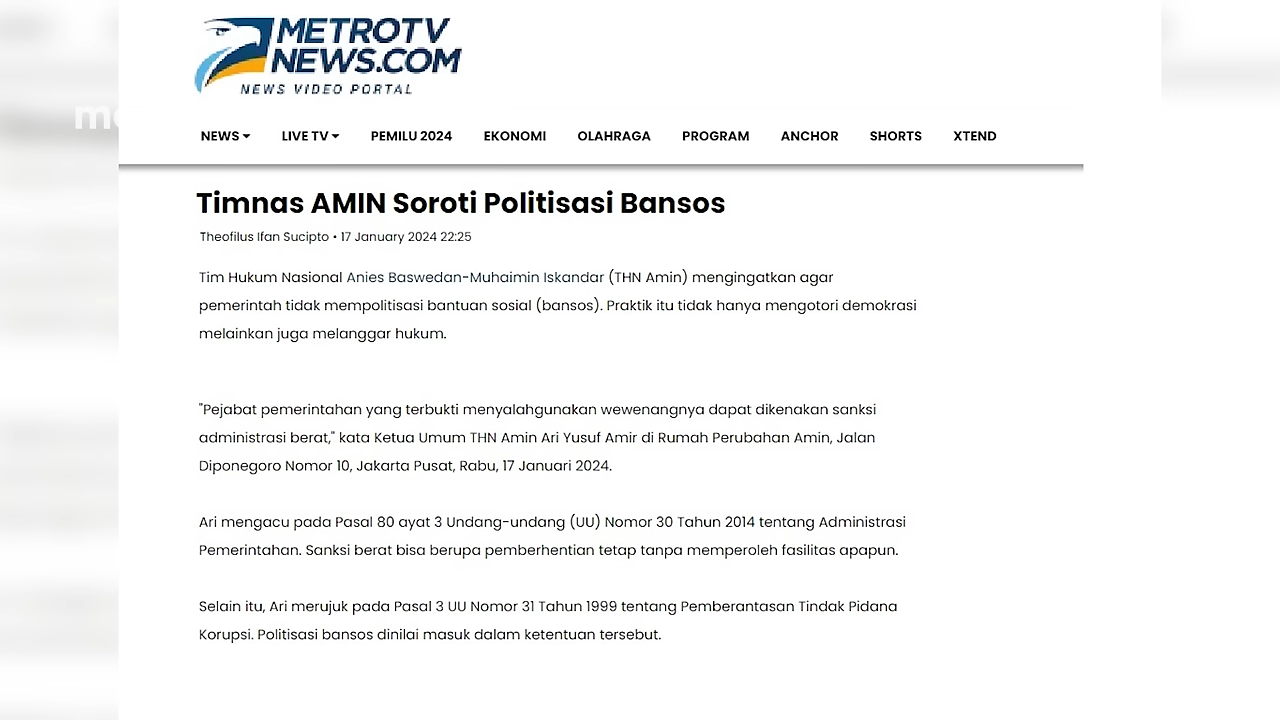 METROTV
NEWS.COM
NEWS VIDEO PORTAL
NEWS LIVE TV PEMILU 2024 EKONOMI OLAHRAGA PROGRAM ANCHOR SHORTS XTEND
Timnas AMIN Soroti Politisasi Bansos
Theofilus Ifan Sucipto • 17 January 2024 22:25
Tim Hukum Nasional Anies Baswedan-Muhaimin Iskandar (THN Amin) mengingatkan agar
pemerintah tidak mempolitisasi bantuan sosial (bansos). Praktik itu tidak hanya mengotori demokrasi
melainkan juga melanggar hukum.
"Pejabat pemerintahan yang terbukti menyalahgunakan wewenangnya dapat dikenakan sanksi
administrasi berat," kata Ketua Umum THN Amin Ari Yusuf Amir di Rumah Perubahan Amin, Jalan
Diponegoro Nomor 10, Jakarta Pusat, Rabu, 17 Januari 2024.
Ari mengacu pada Pasal 80 ayat 3 Undang-undang (UU) Nomor 30 Tahun 2014 tentang Administrasi
Pemerintahan. Sanksi berat bisa berupa pemberhentian tetap tanpa memperoleh fasilitas apapun.
Selain itu, Ari merujuk pada Pasal 3 UU Nomor 31 Tahun 1999 tentang Pemberantasan Tindak Pidana
Korupsi. Politisasi bansos dinilai masuk dalam ketentuan tersebut.